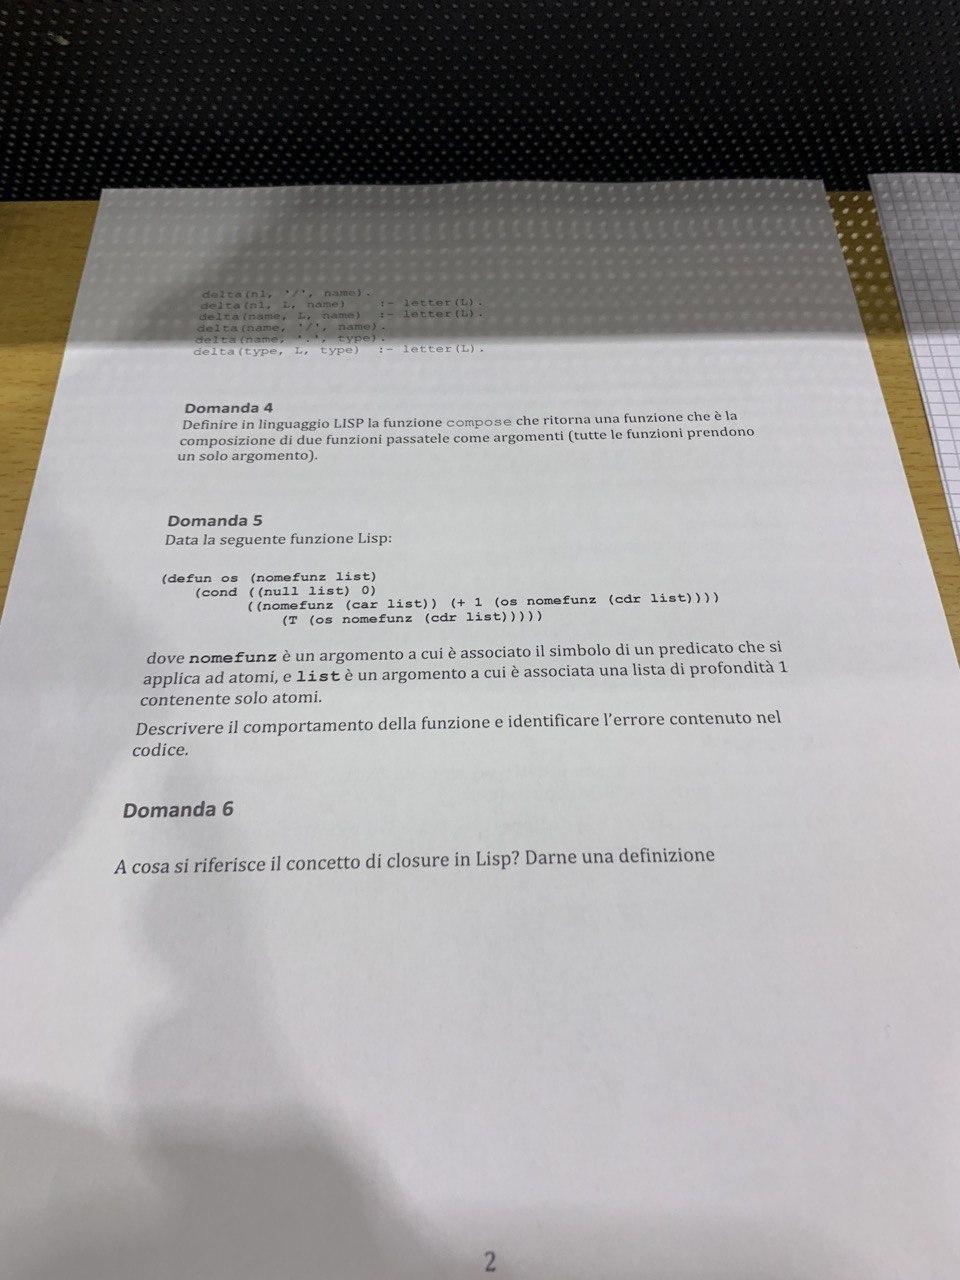 delta(n1, '/', name).
delta(n1, L, name) :- letter(L).
delta(name, L, name) :- letter(L).
delta(name, '/', name).
delta(name, '.', type).
delta(type, L, type) :- letter(L).
Domanda 4
Definire in linguaggio LISP la funzione compose che ritorna una funzione che è la
composizione di due funzioni passatele come argomenti (tutte le funzioni prendono
un solo argomento).
Domanda 5
Data la seguente funzione Lisp:
(defun os (nomefunz list)
(cond ((null list) 0)
((nomefunz (car list)) (+ 1 (os nomefunz (cdr list))))
(T (os nomefunz (cdr list)))))
dove nomefunz è un argomento a cui è associato il simbolo di un predicato che si
applica ad atomi, e list è un argomento a cui è associata una lista di profondità 1
contenente solo atomi.
Descrivere il comportamento della funzione e identificare l'errore contenuto nel
codice.
Domanda 6
A cosa si riferisce il concetto di closure in Lisp? Darne una definizione
2